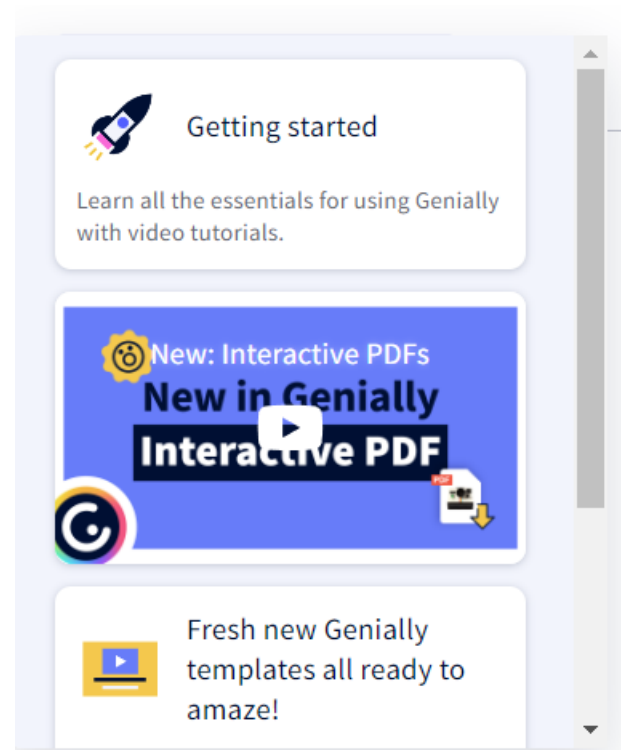 Getting started
Learn all the essentials for using Genially
with video tutorials.
New: Interactive PDFs
New in Genially
Interactive PDF
PDF
Fresh new Genially
templates all ready to
amaze!